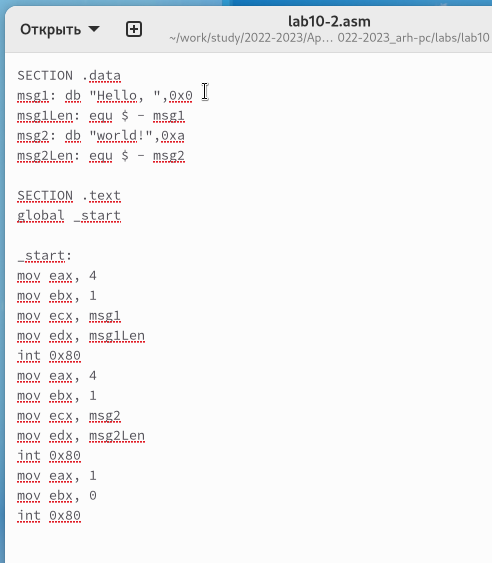 Открыть
lab10-2.asm
~/work/study/2022-2023/Ap... 022-2023_arh-pc/labs/lab10
SECTION .data
msg1: db "Hello, ",0x0
msg1Len: equ $ - msg1
msg2: db "world!",0xa
msg2Len: equ $ - msg2
SECTION .text
global _start
_start:
mov eax, 4
mov ebx, 1
mov ecx, msg1
mov edx, msg1Len
int 0x80
mov eax, 4
mov ebx, 1
mov ecx, msg2
mov edx, msg2Len
int 0x80
mov eax, 1
mov ebx, 0
int 0x80